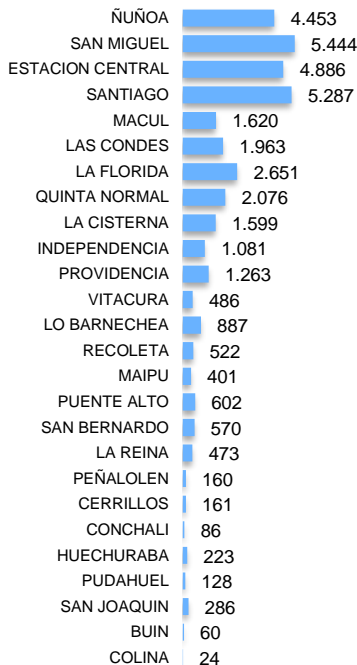 ÑUÑOA 4.453
SAN MIGUEL 5.444
ESTACION CENTRAL 4.886
SANTIAGO 5.287
MACUL 1.620
LAS CONDES 1.963
LA FLORIDA 2.651
QUINTA NORMAL 2.076
LA CISTERNA 1.599
INDEPENDENCIA 1.081
PROVIDENCIA 1.263
VITACURA 486
LO BARNECHEA 887
RECOLETA 522
MAIPU 401
PUENTE ALTO 602
SAN BERNARDO 570
LA REINA 473
PEÑALOLEN 160
CERRILLOS 161
CONCHALI 86
HUECHURABA 223
PUDAHUEL 128
SAN JOAQUIN 286
BUIN 60
COLINA 24